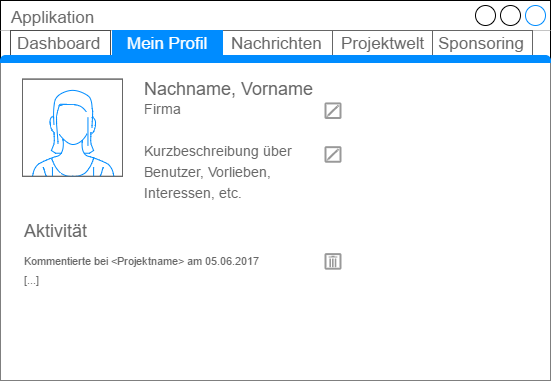 Applikation
Dashboard
Mein Profil
Nachrichten
Projektwelt
Sponsoring
Nachname, Vorname
Firma
Kurzbeschreibung über
Benutzer, Vorlieben,
Interessen, etc.
Aktivität
Kommentierte bei <Projektname> am 05.06.2017
[...]